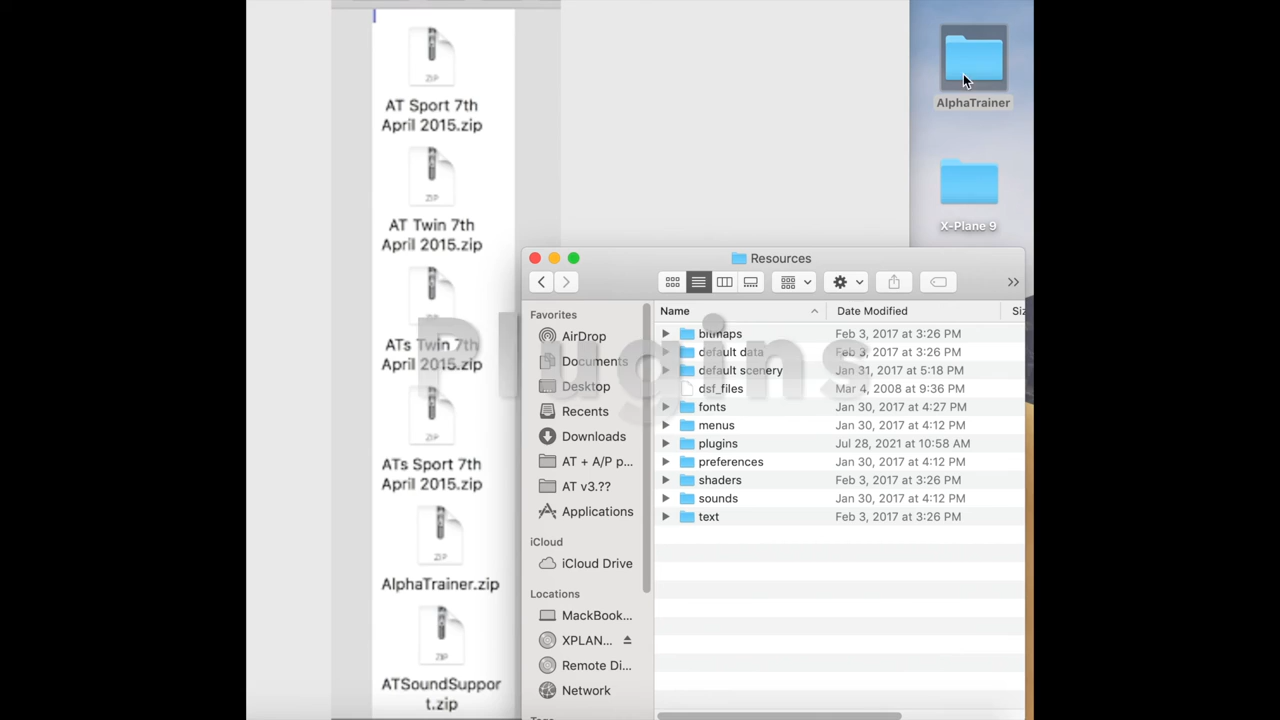 ZIP
AT Sport 7th
April 2015.zip
ZIP
AT Twin 7th
April 2015.zip
ATs Twin 7th
April 2015.zip
ZIP
ATs Sport 7th
April 2015.zip
ZIP
AlphaTrainer.zip
ZIP
ATSoundSuppor
t.zip
AlphaTrainer
X-Plane 9
Plugins
Resources
Favorites
AirDrop
Documents
Desktop
Recents
Downloads
AT + A/P p...
AT v3.??
Applications
iCloud
iCloud Drive
Locations
MackBook...
XPLAN...
Remote Di...
Network
Name Date Modified Siz
bitmaps Feb 3, 2017 at 3:26 PM
default data Feb 3, 2017 at 3:26 PM
default scenery Jan 31, 2017 at 5:18 PM
dsf_files Mar 4, 2008 at 9:36 PM
fonts Jan 30, 2017 at 4:27 PM
menus Jan 30, 2017 at 4:12 PM
plugins Jul 28, 2021 at 10:58 AM
preferences Jan 30, 2017 at 4:12 PM
shaders Feb 3, 2017 at 3:26 PM
sounds Jan 30, 2017 at 4:12 PM
text Feb 3, 2017 at 3:26 PM